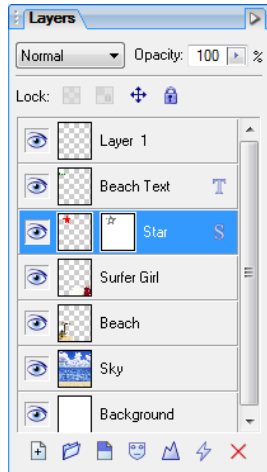 Layers
Normal Opacity: 100 %
Lock:
Layer 1
Beach Text T
Star S
Surfer Girl
Beach
Sky
Background